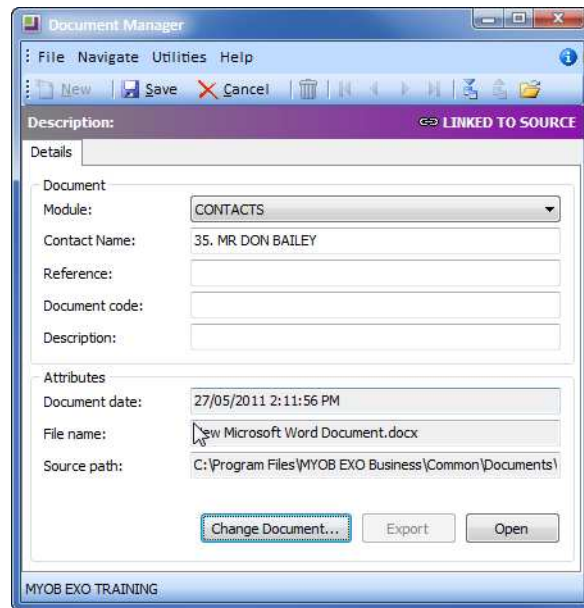 Document Manager
File Navigate Utilities Help
New Save Cancel
Description: LINKED TO SOURCE
Details
Document
Module: CONTACTS
Contact Name: 35. MR DON BAILEY
Reference:
Document code:
Description:
Attributes
Document date: 27/05/2011 2:11:56 PM
File name: ew Microsoft Word Document.docx
Source path: C:\Program Files\MYOB EXO Business\Common\Documents\
Change Document... Export Open
MYOB EXO TRAINING